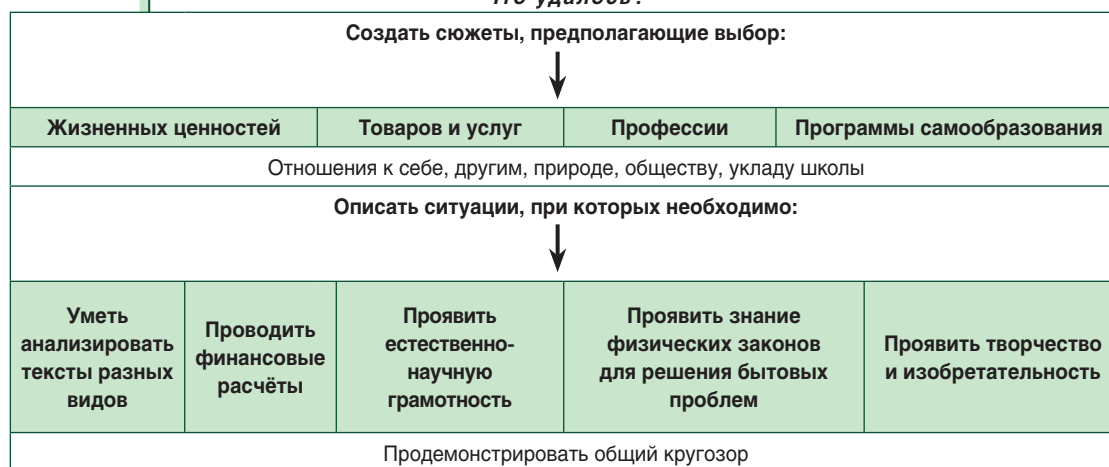 Что удалось?
Создать сюжеты, предполагающие выбор:
Жизненных ценностей
Товаров и услуг
Профессии
Программы самообразования
Отношения к себе, другим, природе, обществу, укладу школы
Описать ситуации, при которых необходимо:
Уметь
анализировать
тексты разных
видов
Проводить
финансовые
расчёты
Проявить
естественно-
научную
грамотность
Проявить знание
физических законов
для решения бытовых
проблем
Проявить творчество
и изобретательность
Продемонстрировать общий кругозор